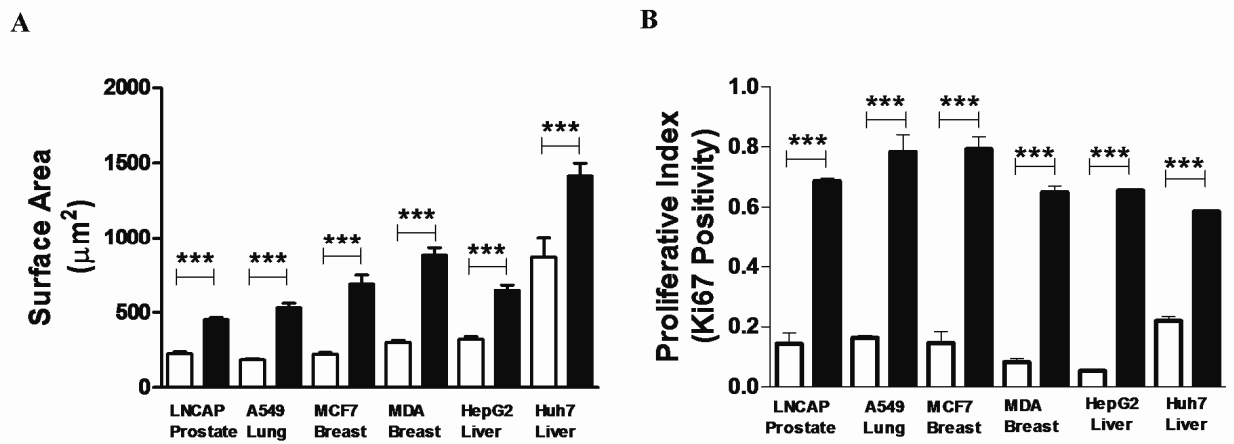 A
Surface Area
(μm²)
2000
1500
1000
500
0
***
***
***
***
***
***
LNCAP
Prostate
A549
Lung
MCF7
Breast
MDA
Breast
HepG2
Liver
Huh7
Liver
B
Proliferative Index
(Ki67 Positivity)
1.0
0.8
0.6
0.4
0.2
0.0
***
***
***
***
***
***
LNCAP
Prostate
A549
Lung
MCF7
Breast
MDA
Breast
HepG2
Liver
Huh7
Liver